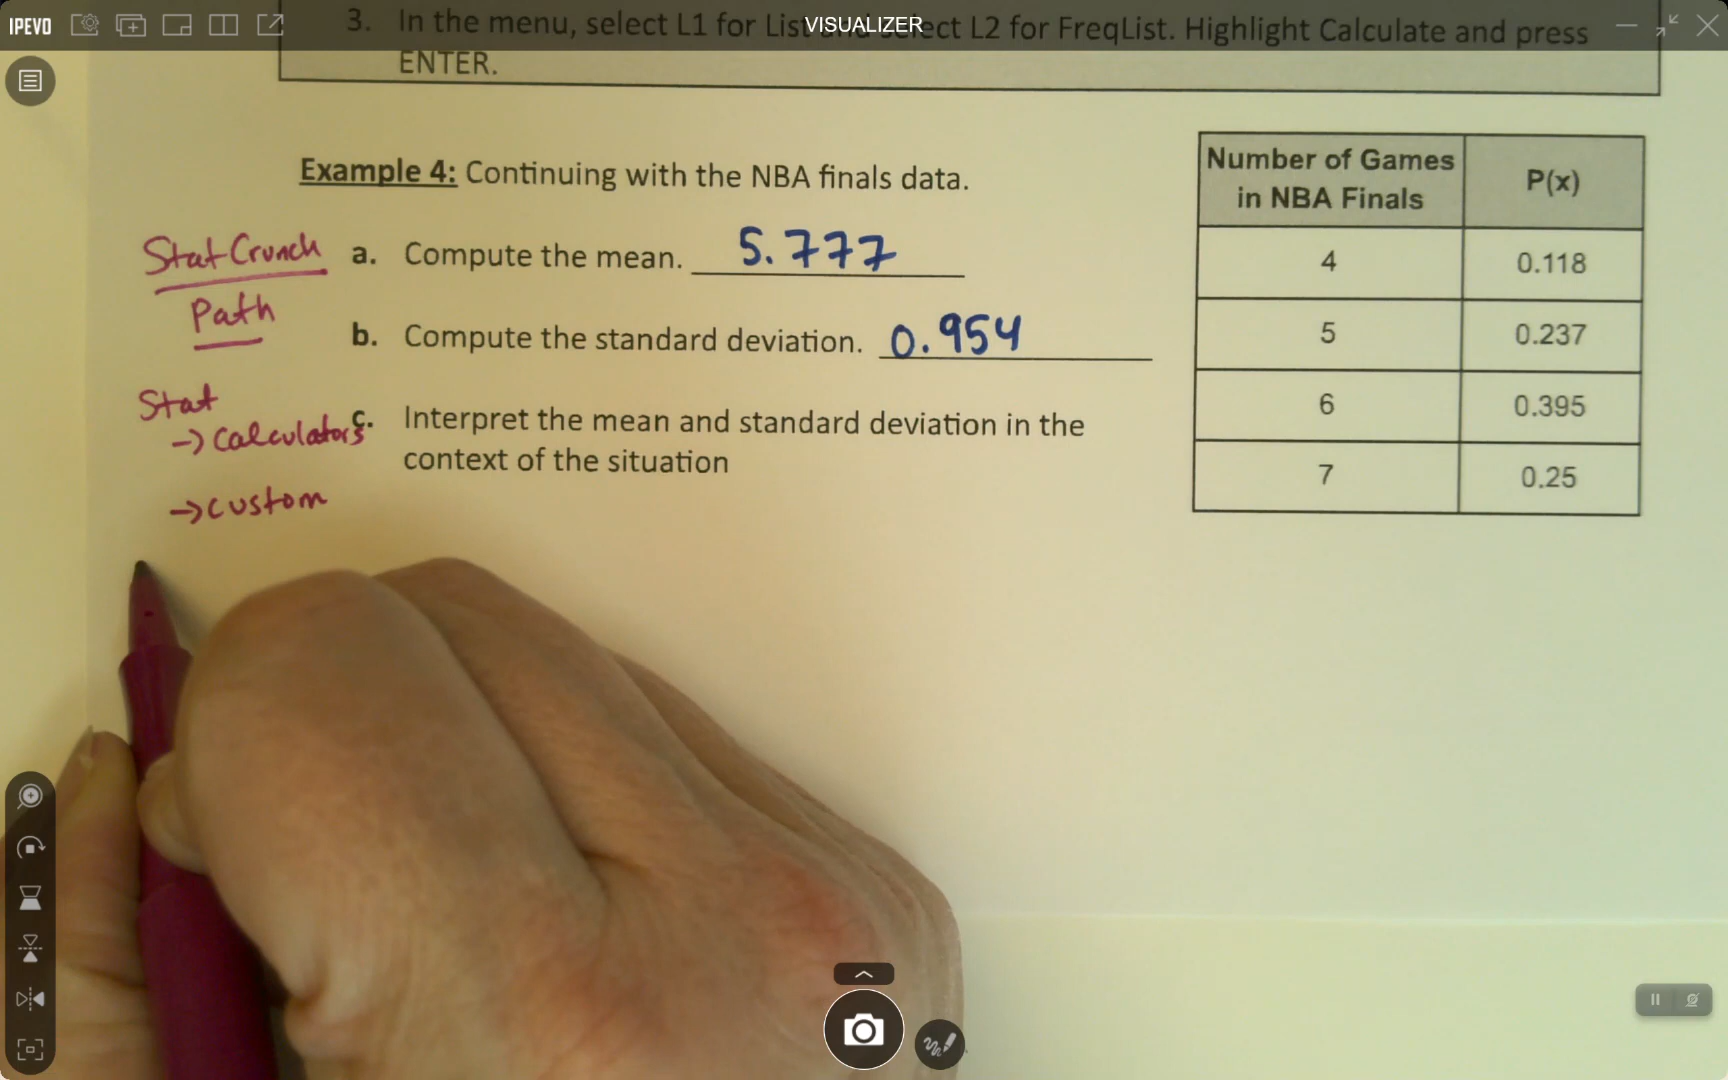 IPEVO
VISUALIZER
3. In the menu, select L1 for List and select L2 for FreqList. Highlight Calculate and press
ENTER.
Example 4: Continuing with the NBA finals data.
StatCrunch
Path
Stat
→ Calculators
→ custom
a. Compute the mean. 5.777
b. Compute the standard deviation. 0.954
c. Interpret the mean and standard deviation in the
context of the situation
Number of Games
in NBA Finals
P(x)
4 0.118
5 0.237
6 0.395
7 0.25